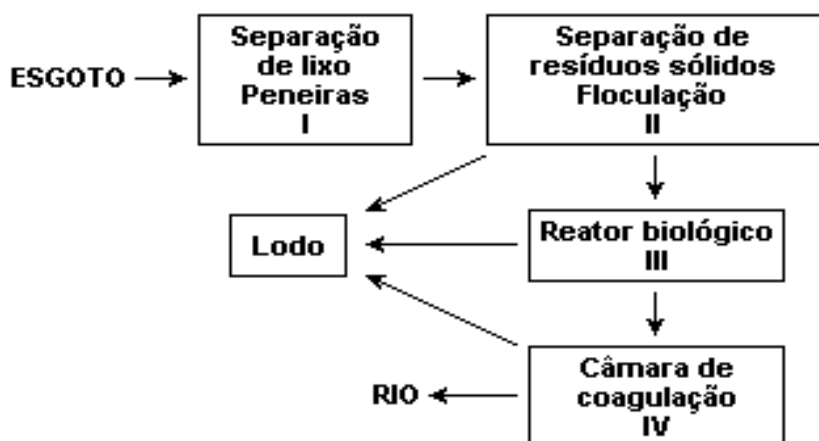 ESGOTO
Separação
de lixo
Peneiras
I
Separação de
resíduos sólidos
Floculação
II
Lodo
Reator biológico
III
RIO
Câmara de
coagulação
IV